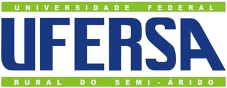 UNIVERSIDADE FEDERAL
UFERSA
RURAL DO SEMI-ÁRIDO